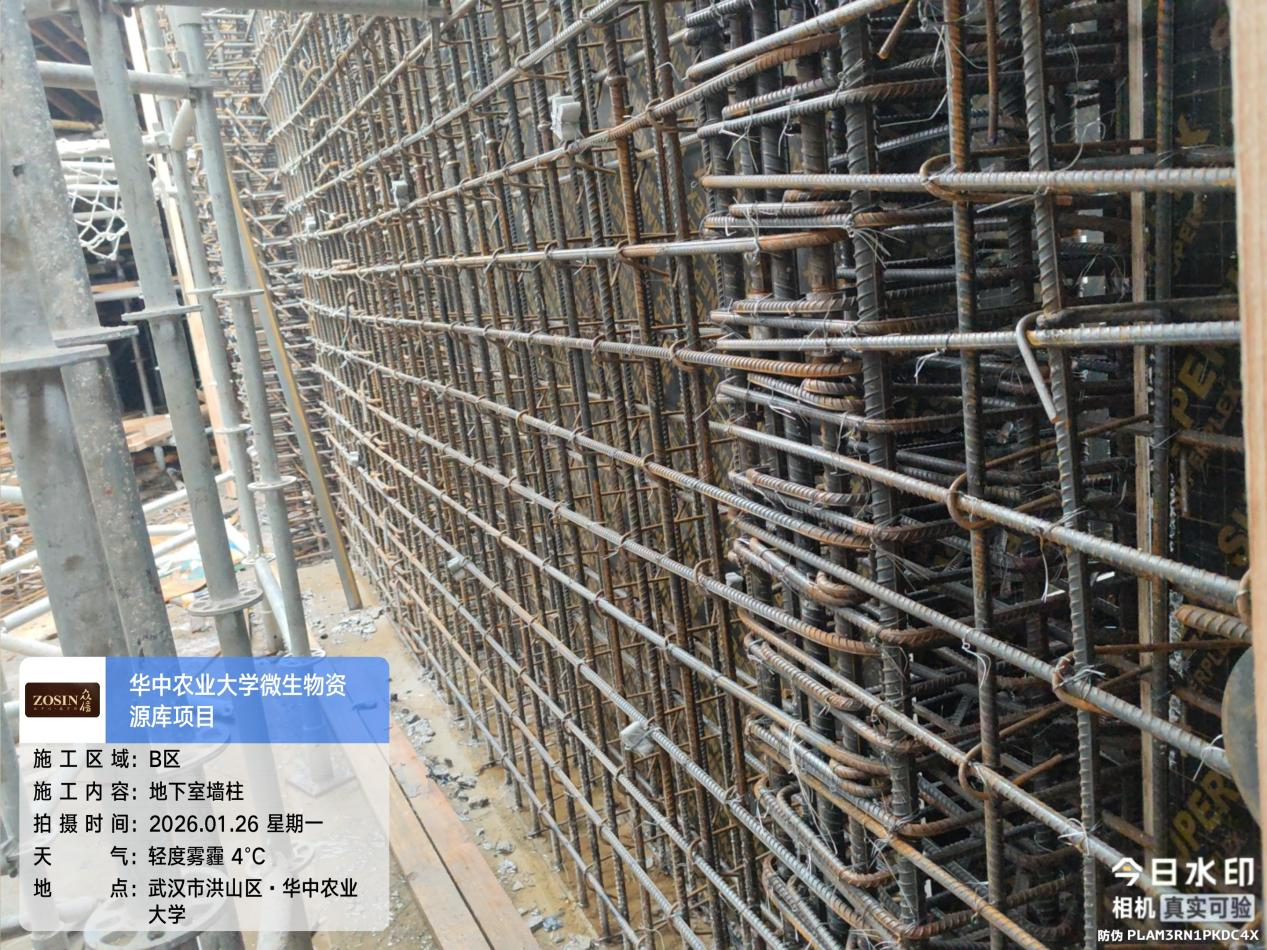 ZOSIN 众信
华中农业大学微生物资
源库项目
施工区域：B区
施工内容：地下室墙柱
拍摄时间：2026.01.26 星期一
天气：轻度雾霾 4℃
地点：武汉市洪山区·华中农业
大学
今日水印
相机 真实可验
防伪 PLAM3RN1PKDC4X